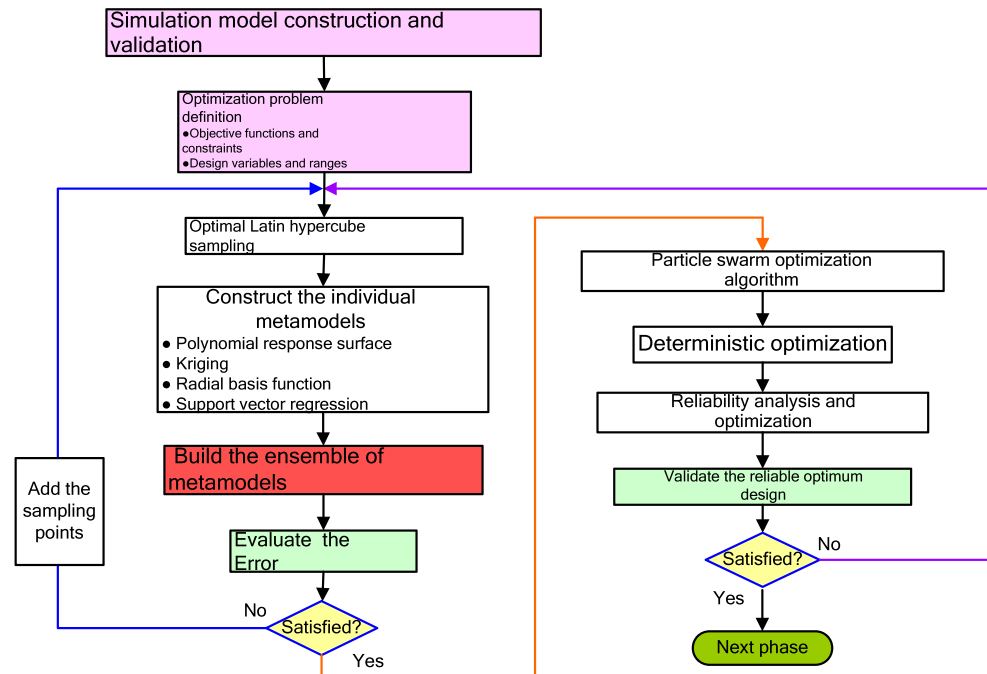 Simulation model construction and
validation
Optimization problem
definition
●Objective functions and
constraints
●Design variables and ranges
Optimal Latin hypercube
sampling
Construct the individual
metamodels
● Polynomial response surface
● Kriging
● Radial basis function
● Support vector regression
Build the ensemble of
metamodels
Add the
sampling
points
Evaluate the
Error
No
Satisfied?
Yes
Particle swarm optimization
algorithm
Deterministic optimization
Reliability analysis and
optimization
Validate the reliable optimum
design
Satisfied?
No
Yes
Next phase